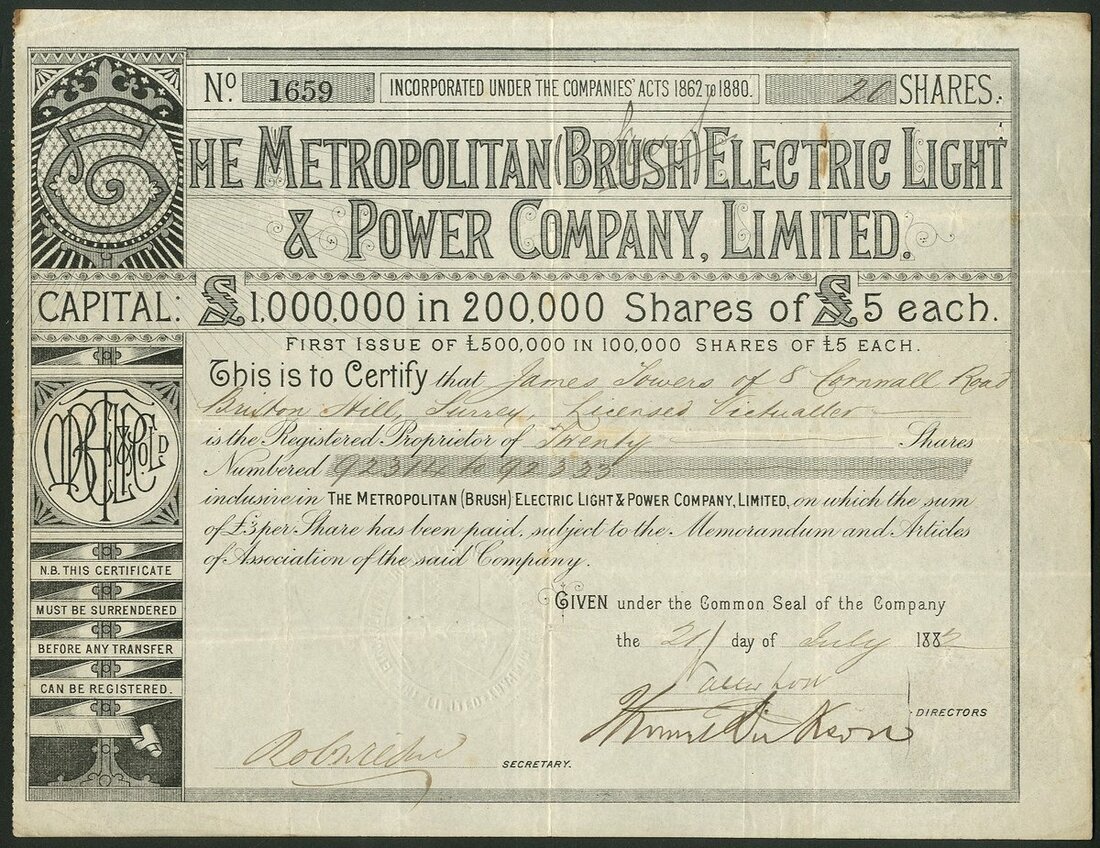 No. 1659 INCORPORATED UNDER THE COMPANIES' ACTS 1862 TO 1880. 20 SHARES.
THE METROPOLITAN (BRUSH) ELECTRIC LIGHT
& POWER COMPANY, LIMITED.
CAPITAL: £1,000,000 in 200,000 Shares of £5 each.
FIRST ISSUE OF £500,000 IN 100,000 SHARES OF £5 EACH.
This is to Certify that James Towers of 8 Cornwall Road
Brixton Hill, Surrey, Licensed Victualler
is the Registered Proprietor of Twenty Shares
Numbered 92314 to 92333
inclusive in THE METROPOLITAN (BRUSH) ELECTRIC LIGHT & POWER COMPANY, LIMITED, on which the sum
of £3 per Share has been paid, subject to the Memorandum and Articles
of Association of the said Company.
GIVEN under the Common Seal of the Company
the 21 day of July 1882
DIRECTORS
SECRETARY.
N.B. THIS CERTIFICATE
MUST BE SURRENDERED
BEFORE ANY TRANSFER
CAN BE REGISTERED.